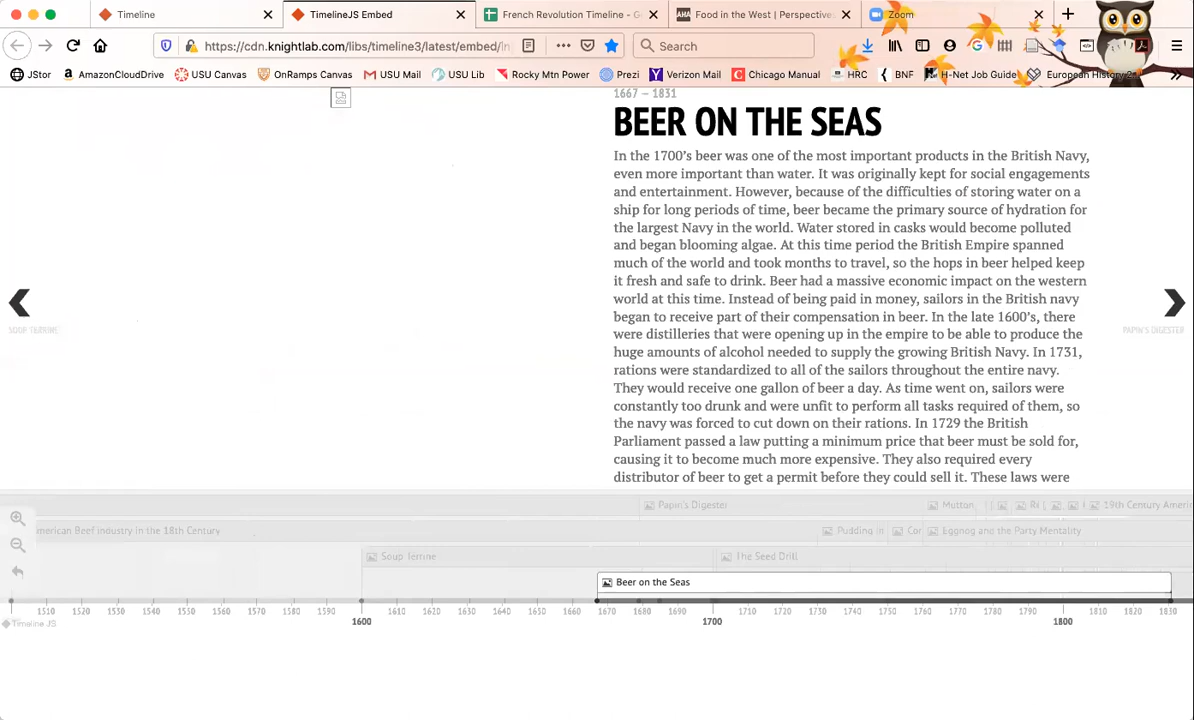 Timeline
TimelineJS Embed
French Revolution Timeline - G
AHA Food in the West | Perspective
Zoom
https://cdn.knightlab.com/libs/timeline3/latest/embed/in
Search
JStor
AmazonCloudDrive
USU Canvas
OnRamps Canvas
USU Mail
USU Lib
Rocky Mtn Power
Prezi
Verizon Mail
Chicago Manual
HRC
BNF
H-Net Job Guide
European History
1667 – 1831
BEER ON THE SEAS
In the 1700's beer was one of the most important products in the British Navy,
even more important than water. It was originally kept for social engagements
and entertainment. However, because of the difficulties of storing water on a
ship for long periods of time, beer became the primary source of hydration for
the largest Navy in the world. Water stored in casks would become polluted
and began blooming algae. At this time period the British Empire spanned
much of the world and took months to travel, so the hops in beer helped keep
it fresh and safe to drink. Beer had a massive economic impact on the western
world at this time. Instead of being paid in money, sailors in the British navy
began to receive part of their compensation in beer. In the late 1600's, there
were distilleries that were opening up in the empire to be able to produce the
huge amounts of alcohol needed to supply the growing British Navy. In 1731,
rations were standardized to all of the sailors throughout the entire navy.
They would receive one gallon of beer a day. As time went on, sailors were
constantly too drunk and were unfit to perform all tasks required of them, so
the navy was forced to cut down on their rations. In 1729 the British
Parliament passed a law putting a minimum price that beer must be sold for,
causing it to become much more expensive. They also required every
distributor of beer to get a permit before they could sell it. These laws were
SOUP TERRINE
PAPIN'S DIGESTER
Papin's Digester
Mutton
19th Century Ameri
merican Beef industry in the 18th Century
Pudding in
Eggnog and the Party Mentality
Soup Terrine
The Seed Drill
Beer on the Seas
1510 1520 1530 1540 1550 1560 1570 1580 1590 1610 1620 1630 1640 1650 1660 1670 1680 1690 1710 1720 1730 1740 1750 1760 1770 1780 1790 1810 1820 1830
1600 1700 1800
Timeline JS